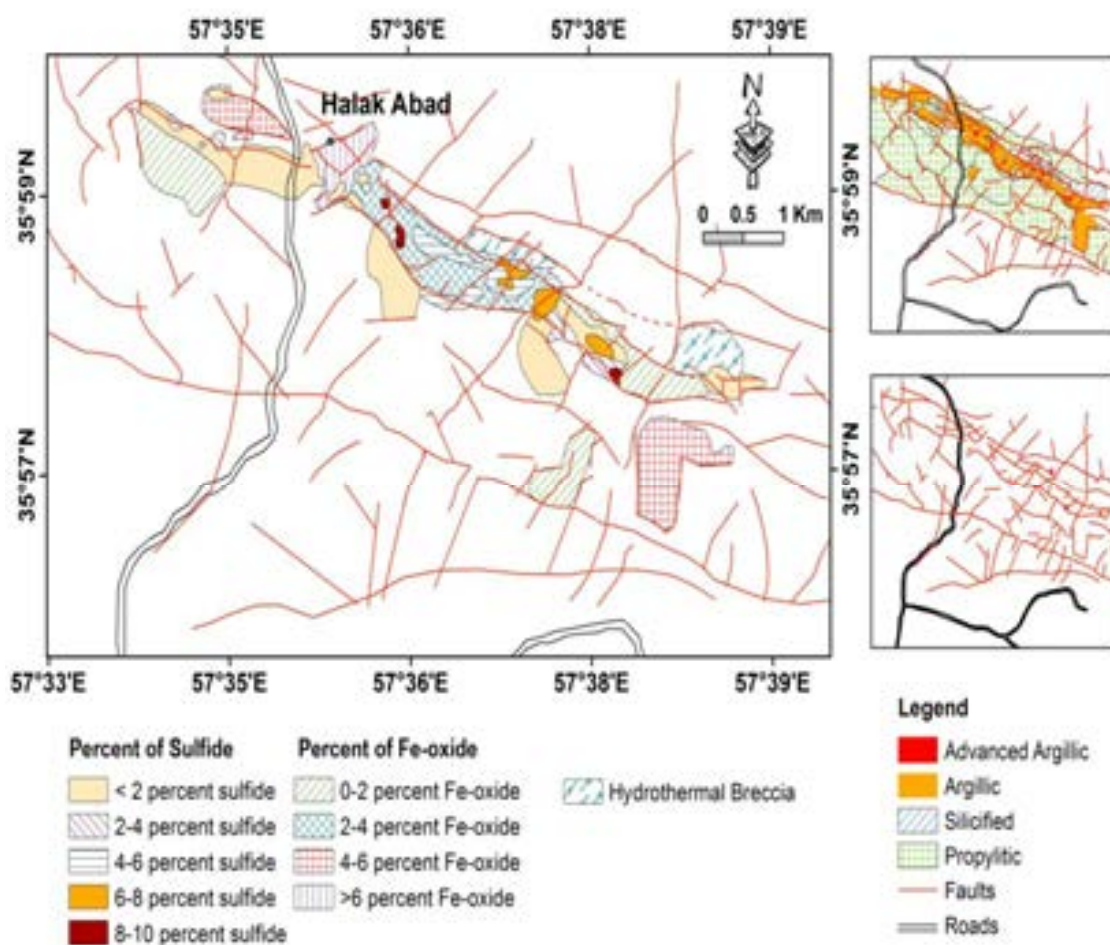 57°35'E 57°36'E 57°38'E 57°39'E
Halak Abad
N
35°59'N
35°59'N
0 0.5 1 Km
35°57'N
35°57'N
57°33'E 57°35'E 57°36'E 57°38'E 57°39'E
Percent of Sulfide
< 2 percent sulfide
2-4 percent sulfide
4-6 percent sulfide
6-8 percent sulfide
8-10 percent sulfide
Percent of Fe-oxide
0-2 percent Fe-oxide
2-4 percent Fe-oxide
4-6 percent Fe-oxide
>6 percent Fe-oxide
Hydrothermal Breccia
Legend
Advanced Argillic
Argillic
Silicified
Propylitic
Faults
Roads